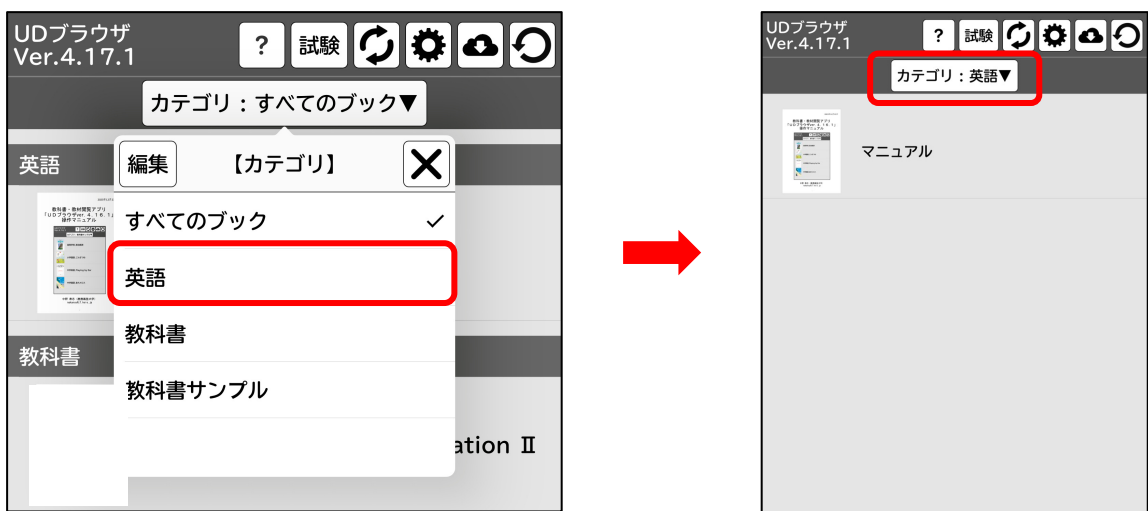 UDブラウザ
Ver.4.17.1
?
試験
カテゴリ：すべてのブック▼
英語
編集
【カテゴリ】
すべてのブック
英語
教科書
教科書サンプル
教科書
ation Ⅱ
UDブラウザ
Ver.4.17.1
?
試験
カテゴリ：英語▼
マニュアル